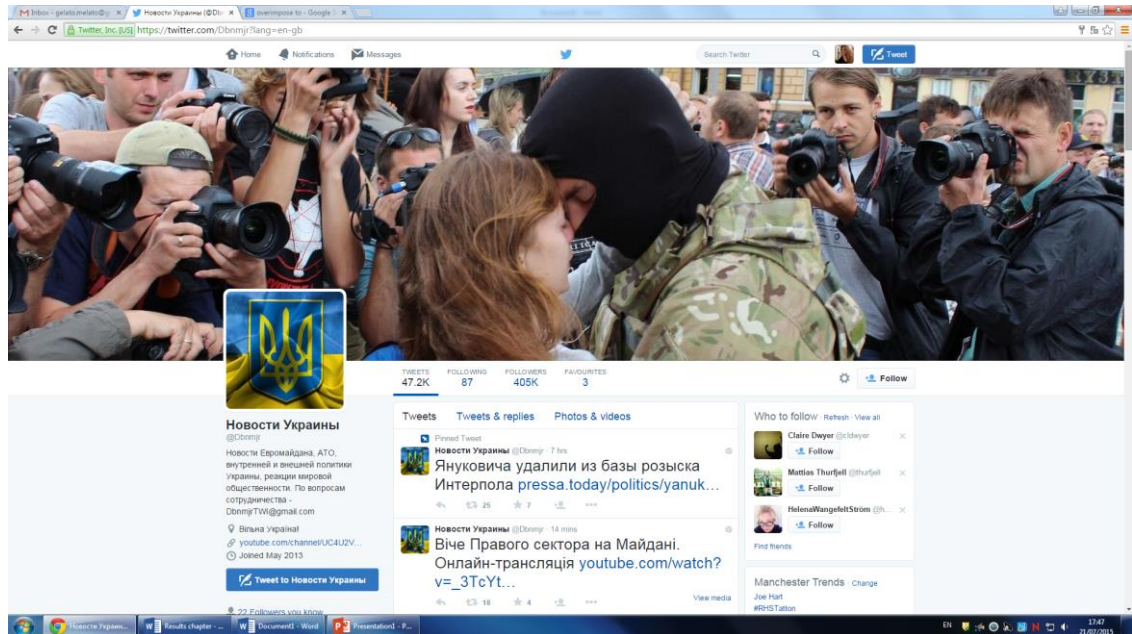 Inbox - gelato.melato@g
Новости Украины (@Dbn
overimpose to - Google S
Twitter, Inc. [US] https://twitter.com/Dbnmjr?lang=en-gb
Home Notifications Messages Search Twitter Tweet
TWEETS FOLLOWING FOLLOWERS FAVOURITES
47.2K 87 405K 3
Follow
Новости Украины
@Dbnmjr
Новости Евромайдана, АТО,
внутренней и внешней политики
Украины, реакции мировой
общественности. По вопросам
сотрудничества -
DbnmjrTWI@gmail.com
Вільна Україна!
youtube.com/channel/UC4U2V...
Joined May 2013
Tweet to Новости Украины
22 Followers you know
Tweets Tweets & replies Photos & videos
Pinned Tweet
Новости Украины @Dbnmjr · 7 hrs
Януковича удалили из базы розыска
Интерпола pressa.today/politics/yanuk...
25 7
Новости Украины @Dbnmjr · 14 mins
Віче Правого сектора на Майдані.
Онлайн-трансляція youtube.com/watch?
v=_3TcYt...
18 4
View media
Who to follow · Refresh · View all
Claire Dwyer @cldwyer
Follow
Mattias Thurfjell @thurfjell
Follow
HelenaWangefeltStröm @h...
Follow
Find friends
Manchester Trends · Change
Joe Hart
#RHSTatton
Новости Украин... Results chapter - ... Document1 - Word Presentation1 - P...
EN 17:47
21/07/2015